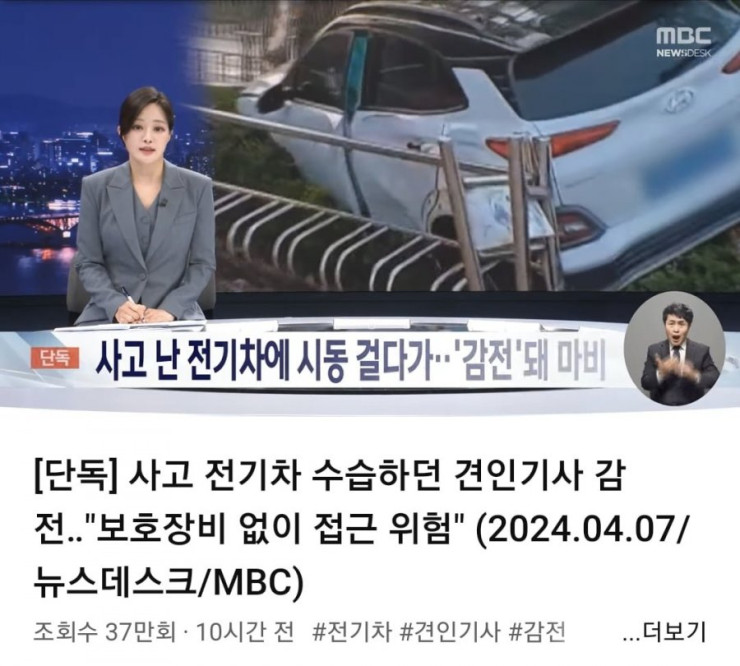 MBC
NEWSDESK
단독 사고 난 전기차에 시동 걸다가··'감전'돼 마비
[단독] 사고 전기차 수습하던 견인기사 감
전.."보호장비 없이 접근 위험" (2024.04.07/
뉴스데스크/MBC)
조회수 37만회 · 10시간 전 #전기차 #견인기사 #감전 ...더보기